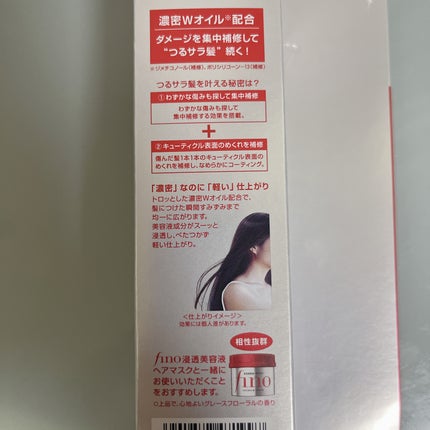 濃密Wオイル※配合
ダメージを集中補修して
“つるサラ髪”続く！
※ジメチコノール（補修）、ポリシリコーン-13（補修）
つるサラ髪を叶える秘密は？
①わずかな傷みも探して集中補修
わずかな傷みも探して
集中補修する効果を搭載。
+
②キューティクル表面のめくれを補修
傷んだ髪1本1本のキューティクル表面の
めくれを補修し、なめらかにコーティング。
「濃密」なのに「軽い」仕上がり
トロッとした濃密Wオイル配合で、
髪につけた瞬間すみずみまで
均一に広がります。
美容液成分がスーッと
浸透し、べたつかず
軽い仕上がり。
<仕上がりイメージ>
効果には個人差があります。
相性抜群
fino浸透美容液
ヘアマスクと一緒に
お使いいただくこと
をおすすめします。
fino
○上品で、心地よいグレースフローラルの香り